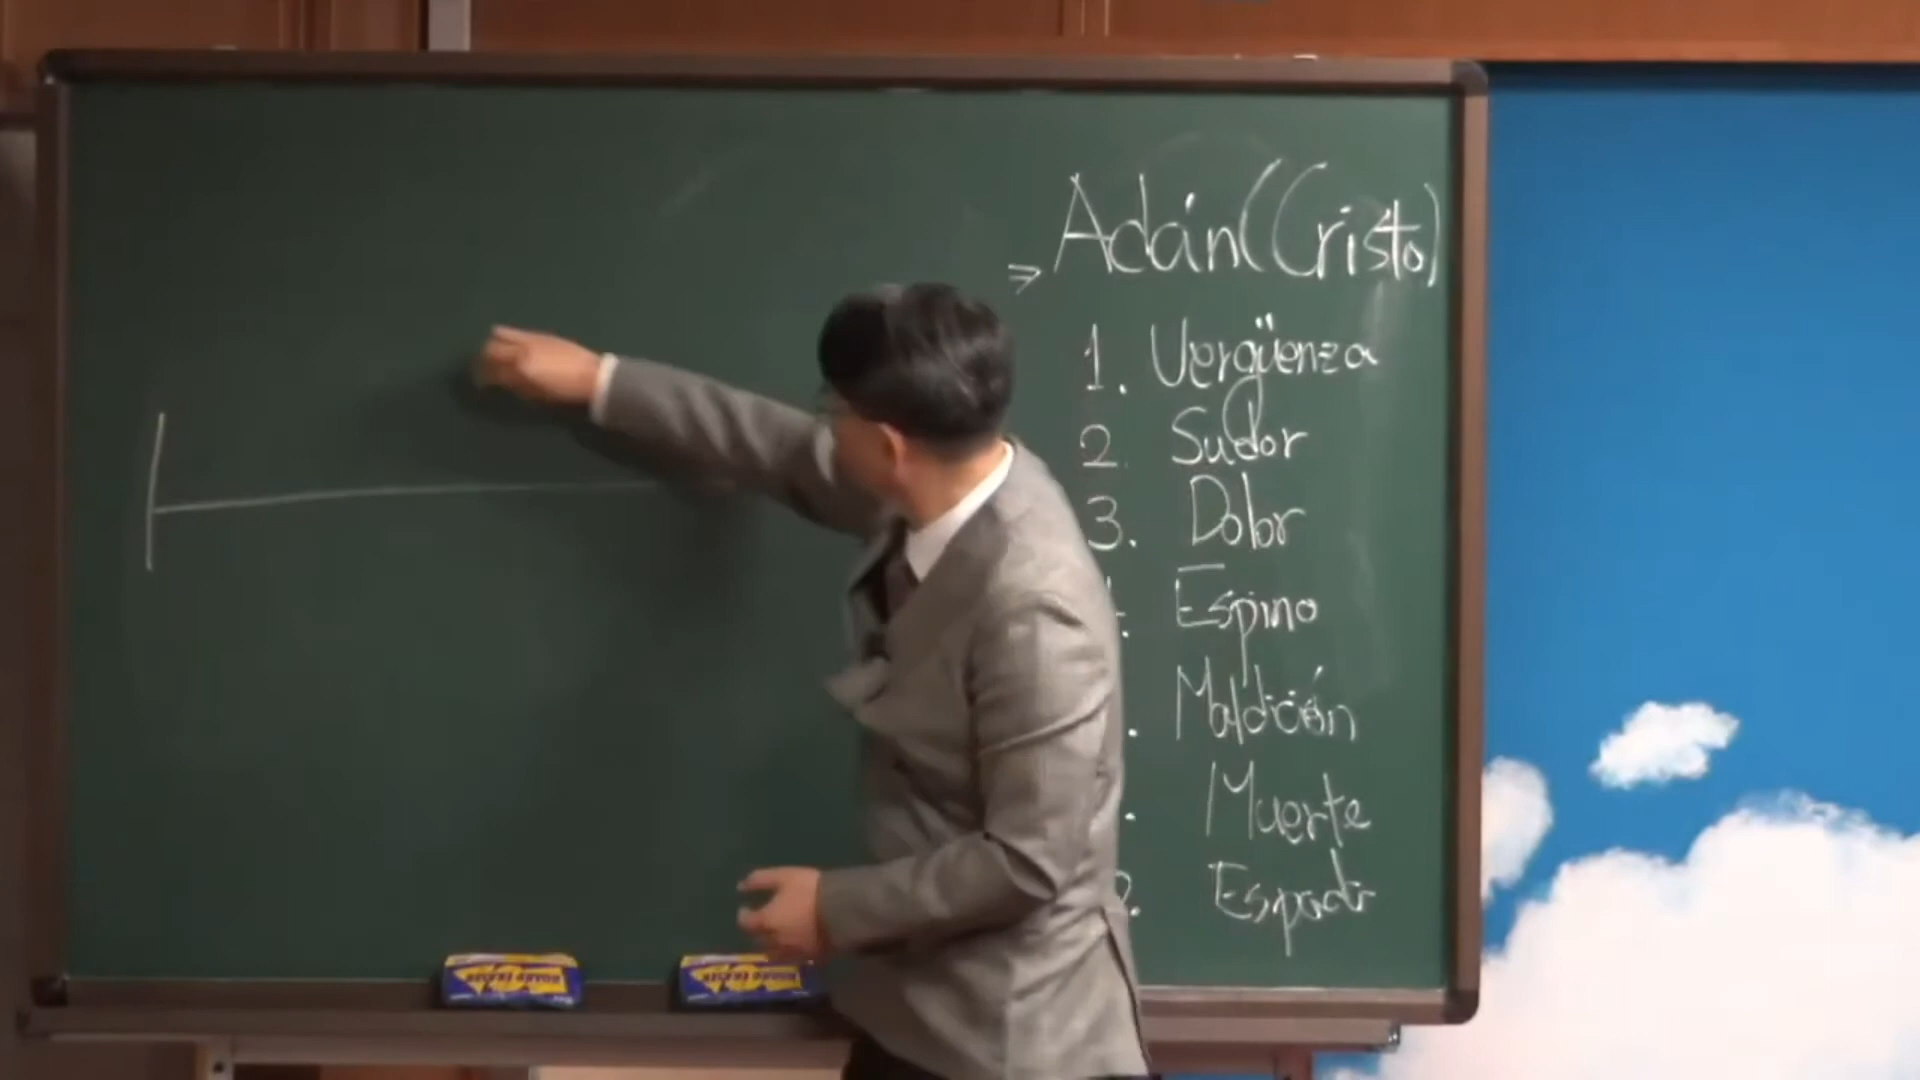 ⇒ Adán (Cristo)
1. Vergüenza
2. Sudor
3. Dolor
Espino
. Maldición
. Muerte
. Espada